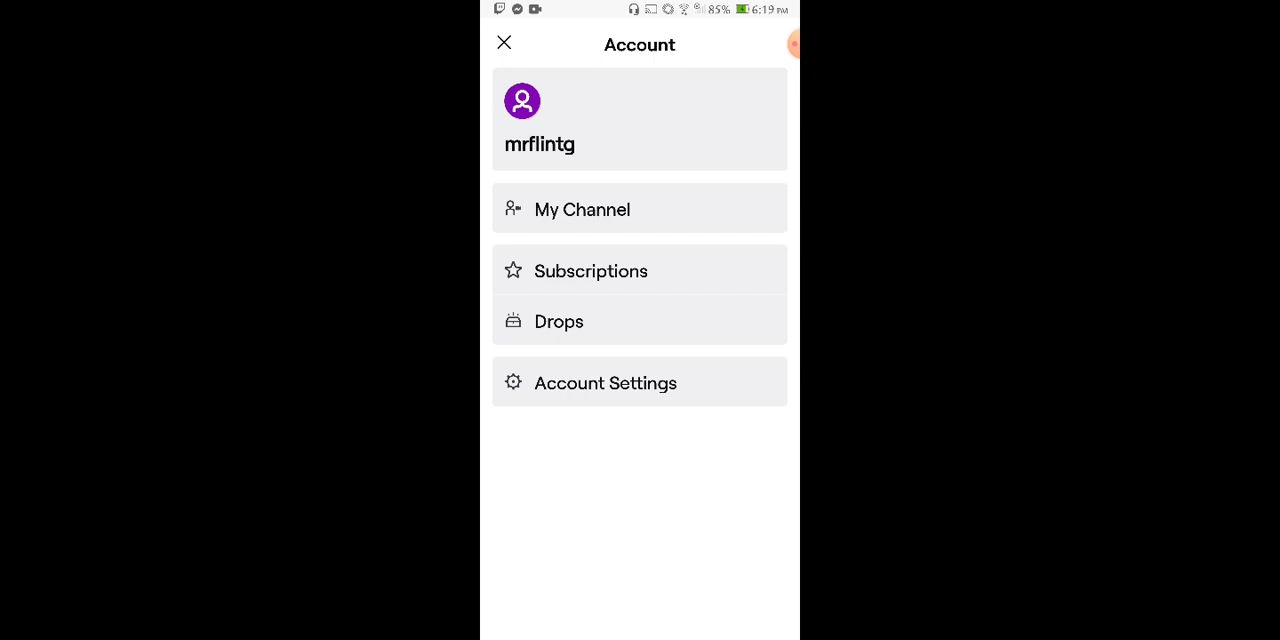 85% 6:19 PM
Account
mrflintg
My Channel
Subscriptions
Drops
Account Settings